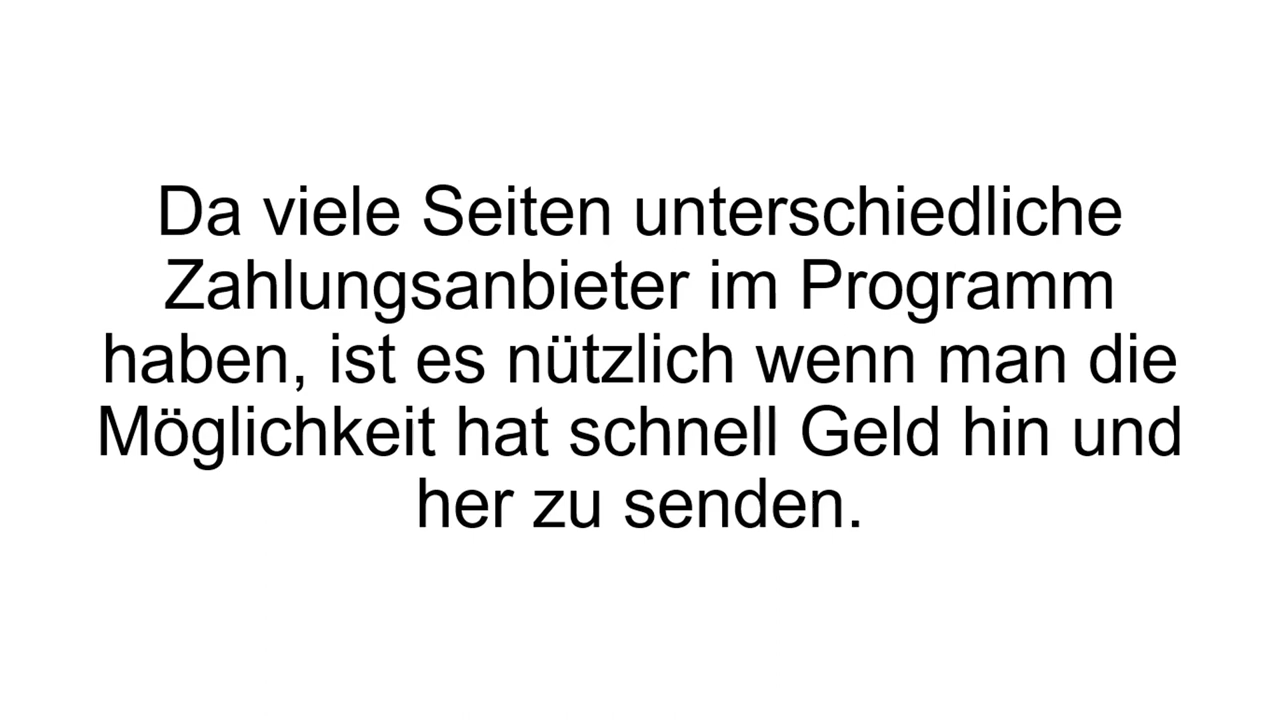 Da viele Seiten unterschiedliche
Zahlungsanbieter im Programm
haben, ist es nützlich wenn man die
Möglichkeit hat schnell Geld hin und
her zu senden.